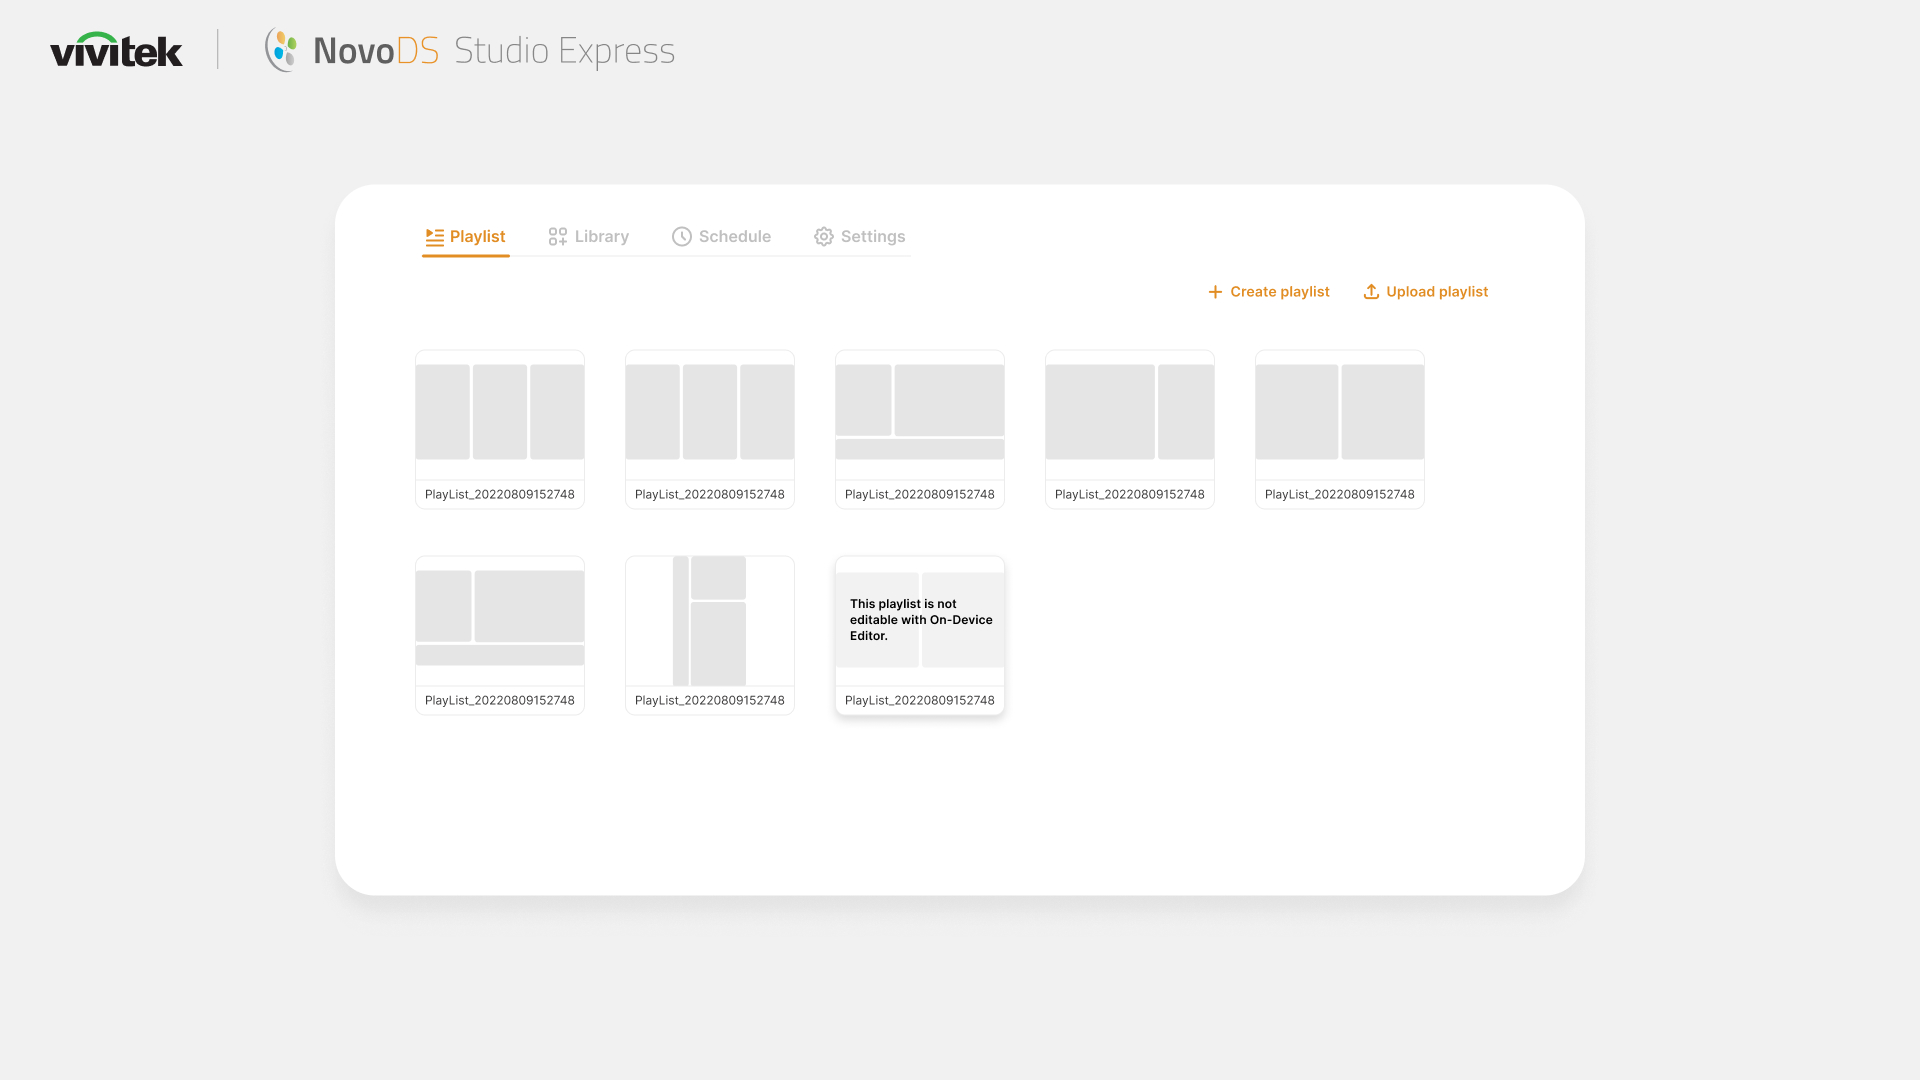 vivitek
NovoDS Studio Express
Playlist
Library
Schedule
Settings
Create playlist
Upload playlist
PlayList_20220809152748
PlayList_20220809152748
PlayList_20220809152748
PlayList_20220809152748
PlayList_20220809152748
This playlist is not
editable with On-Device
Editor.
PlayList_20220809152748
PlayList_20220809152748
PlayList_20220809152748